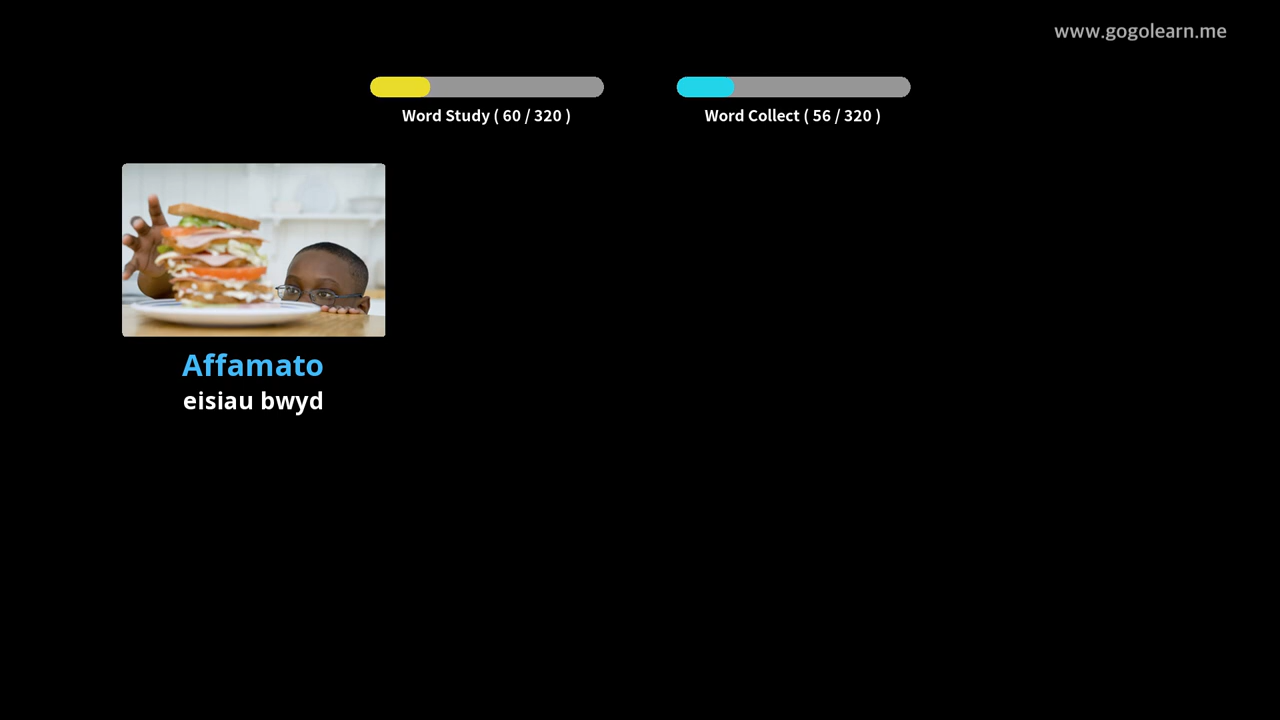 www.gogolearn.me
Word Study ( 60 / 320 )
Word Collect ( 56 / 320 )
Affamato
eisiau bwyd